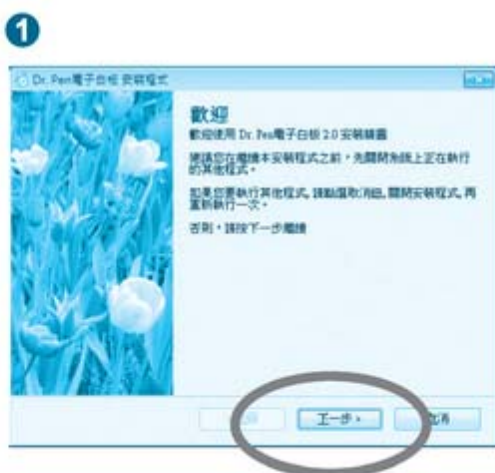 1
Dr. Pen電子白板 安裝程式
歡迎
歡迎使用 Dr. Pen電子白板 2.0 安裝精靈
建議您在繼續本安裝程式之前，先關閉 系統上正在執行
的其他程式。
如果您要執行其他程式, 請點選取消鈕, 關閉安裝程式, 再
重新執行一次。
否則，請按下一步繼續
下一步 ›
取消